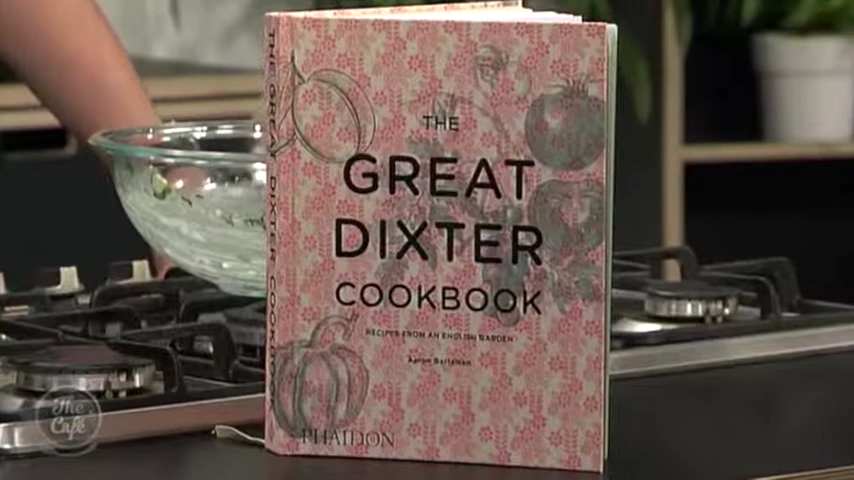 THE
GREAT
DIXTER
COOKBOOK
RECIPES FROM AN ENGLISH GARDEN
Aaron Bertelsen
PHAIDON
THE GREAT DIXTER COOKBOOK
The
Café